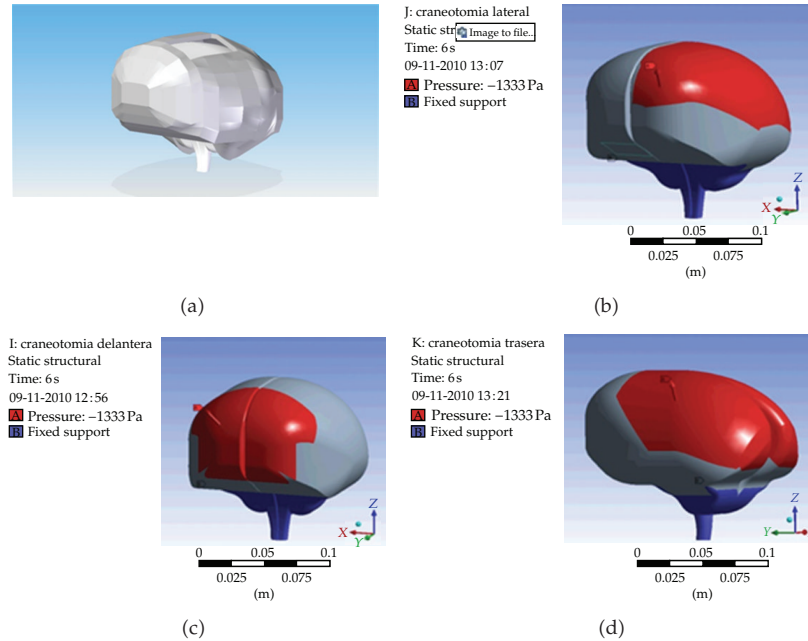 J: craneotomia lateral
Static str Image to file..
Time: 6 s
09-11-2010 13:07
A Pressure: −1333 Pa
B Fixed support
Z
X
Y
0 0.05 0.1
0.025 0.075
(m)
(a)
(b)
I: craneotomia delantera
Static structural
Time: 6 s
09-11-2010 12:56
A Pressure: −1333 Pa
B Fixed support
Z
X
Y
0 0.05 0.1
0.025 0.075
(m)
K: craneotomia trasera
Static structural
Time: 6 s
09-11-2010 13:21
A Pressure: −1333 Pa
B Fixed support
Z
Y
0 0.05 0.1
0.025 0.075
(m)
(c)
(d)